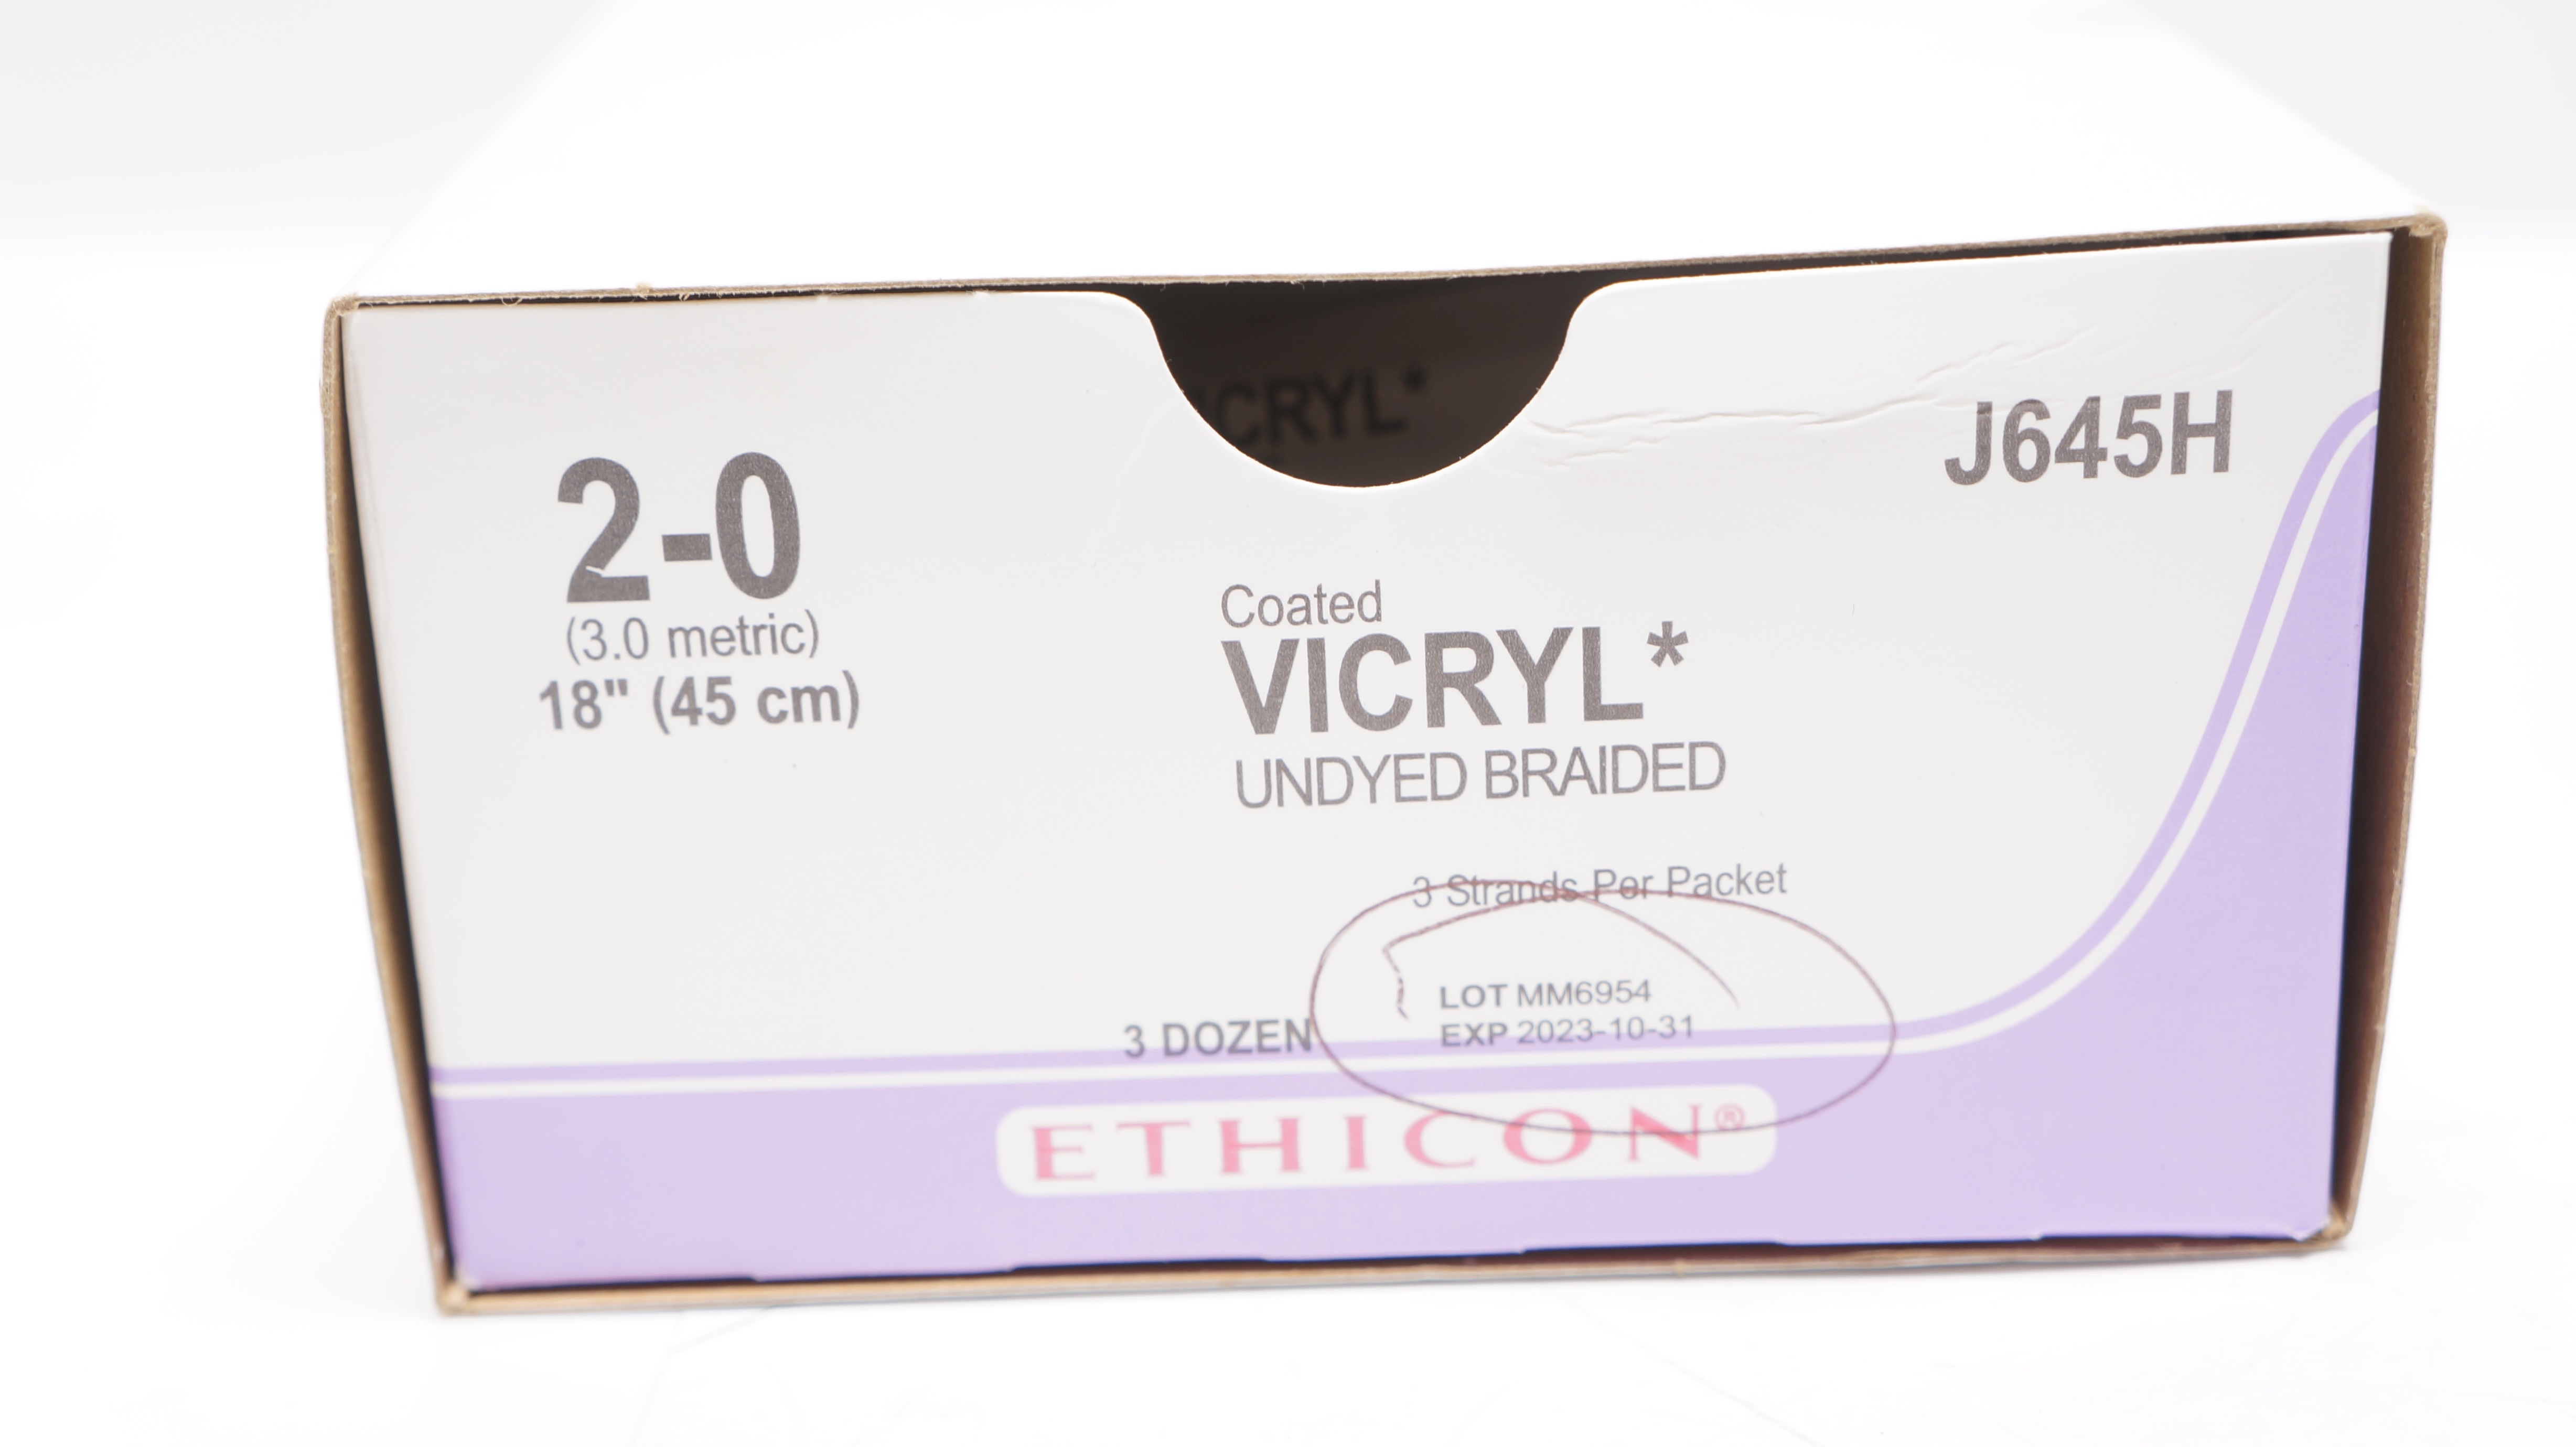 CRYL*
2-0
(3.0 metric)
18" (45 cm)
J645H
Coated
VICRYL*
UNDYED BRAIDED
3 Strands Per Packet
LOT MM6954
EXP 2023-10-31
3 DOZEN
ETHICON®